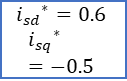 i_{sd}^* = 0.6
i_{sq}^*
= −0.5